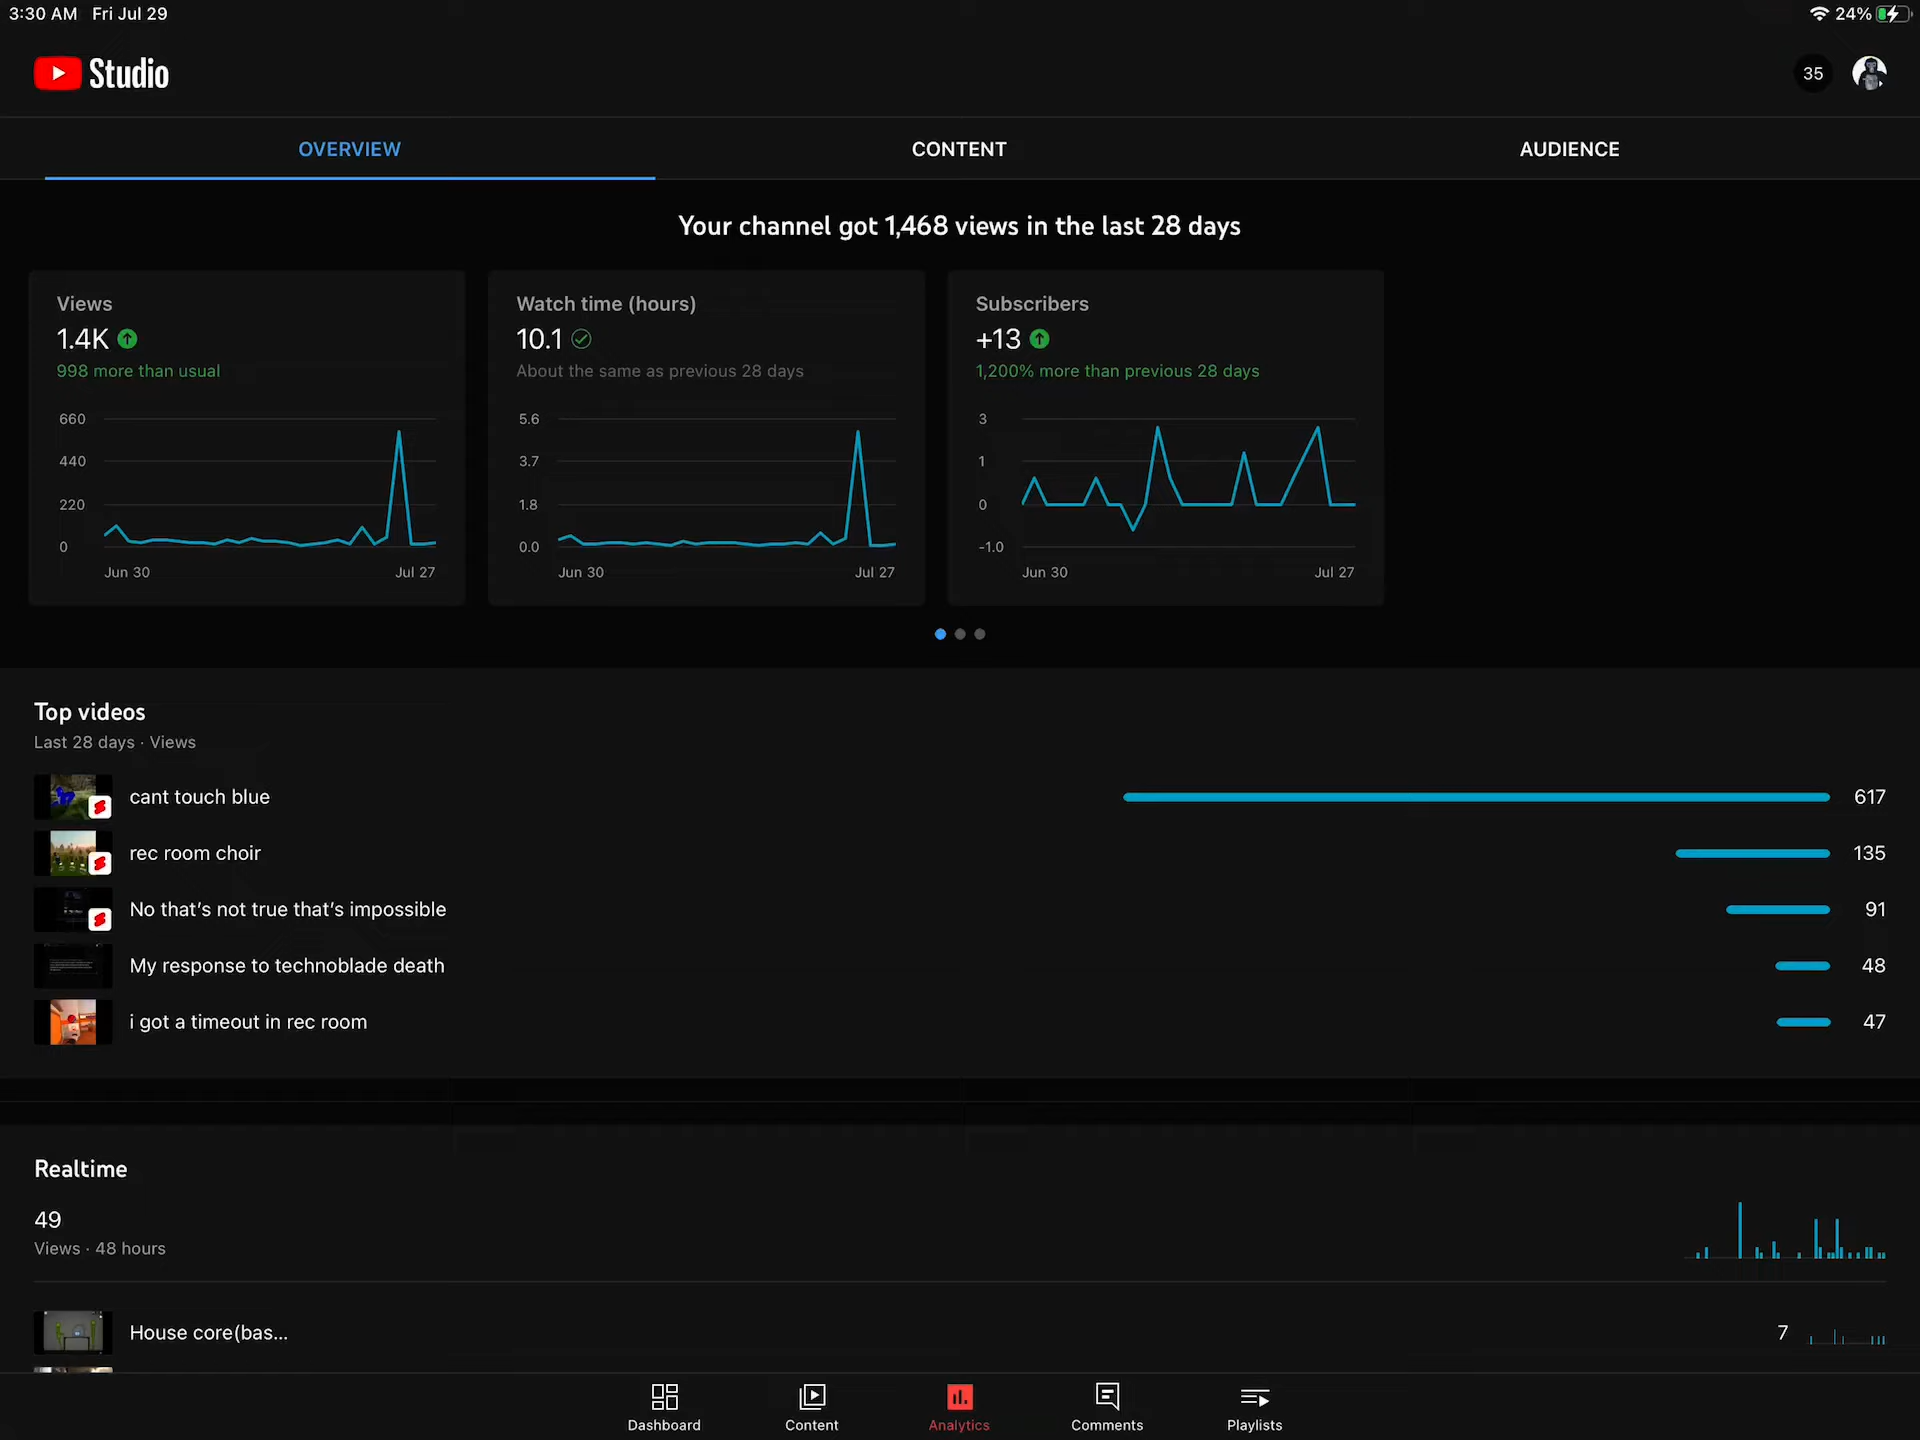 3:30 AM Fri Jul 29
24%
Studio
35
OVERVIEW
CONTENT
AUDIENCE
Your channel got 1,468 views in the last 28 days
Views
1.4K
998 more than usual
660
440
220
0
Jun 30
Jul 27
Watch time (hours)
10.1
About the same as previous 28 days
5.6
3.7
1.8
0.0
Jun 30
Jul 27
Subscribers
+13
1,200% more than previous 28 days
3
1
0
-1.0
Jun 30
Jul 27
Top videos
Last 28 days · Views
cant touch blue 617
rec room choir 135
No that's not true that's impossible 91
My response to technoblade death 48
i got a timeout in rec room 47
Realtime
49
Views · 48 hours
House core(bas... 7
Dashboard
Content
Analytics
Comments
Playlists